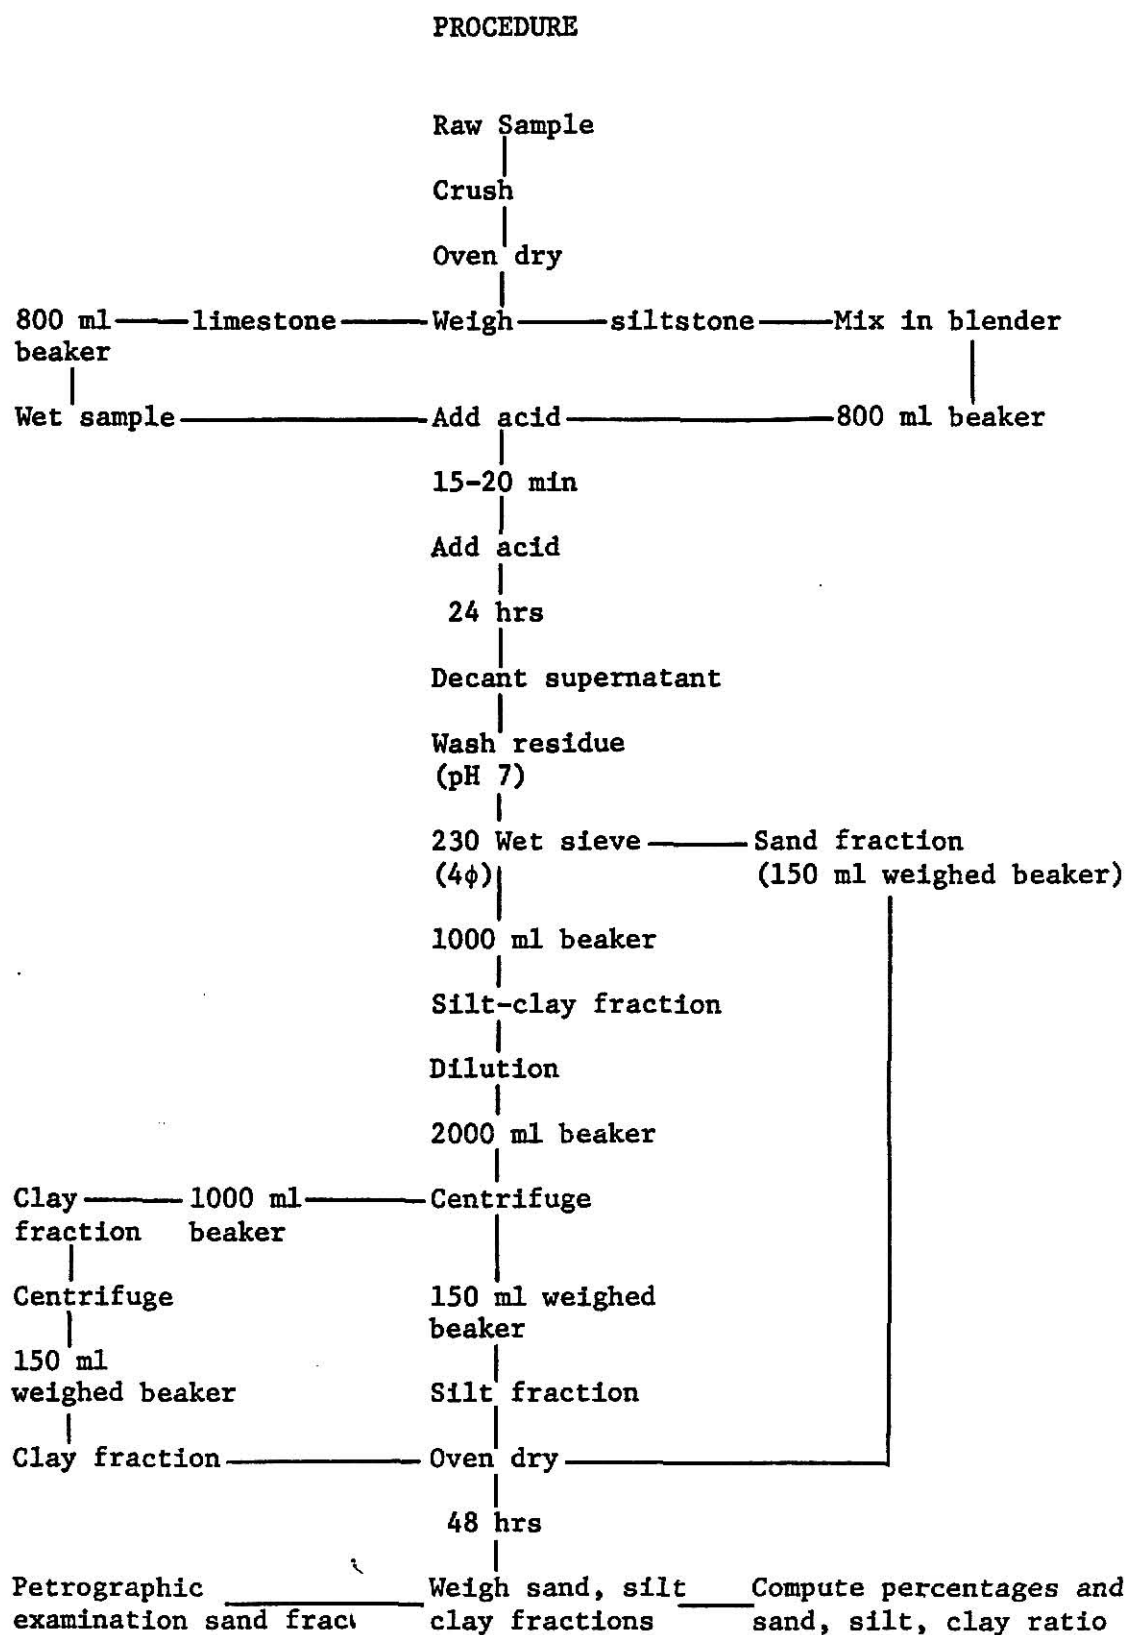 PROCEDURE
Raw Sample
Crush
Oven dry
800 ml limestone Weigh siltstone Mix in blender
beaker
Wet sample Add acid 800 ml beaker
15-20 min
Add acid
24 hrs
Decant supernatant
Wash residue
(pH 7)
230 Wet sieve Sand fraction
(4φ) (150 ml weighed beaker)
1000 ml beaker
Silt-clay fraction
Dilution
2000 ml beaker
Clay 1000 ml Centrifuge
fraction beaker
Centrifuge 150 ml weighed
beaker
150 ml
weighed beaker Silt fraction
Clay fraction Oven dry
48 hrs
Petrographic Weigh sand, silt Compute percentages and
examination sand clay fractions sand, silt, clay ratio